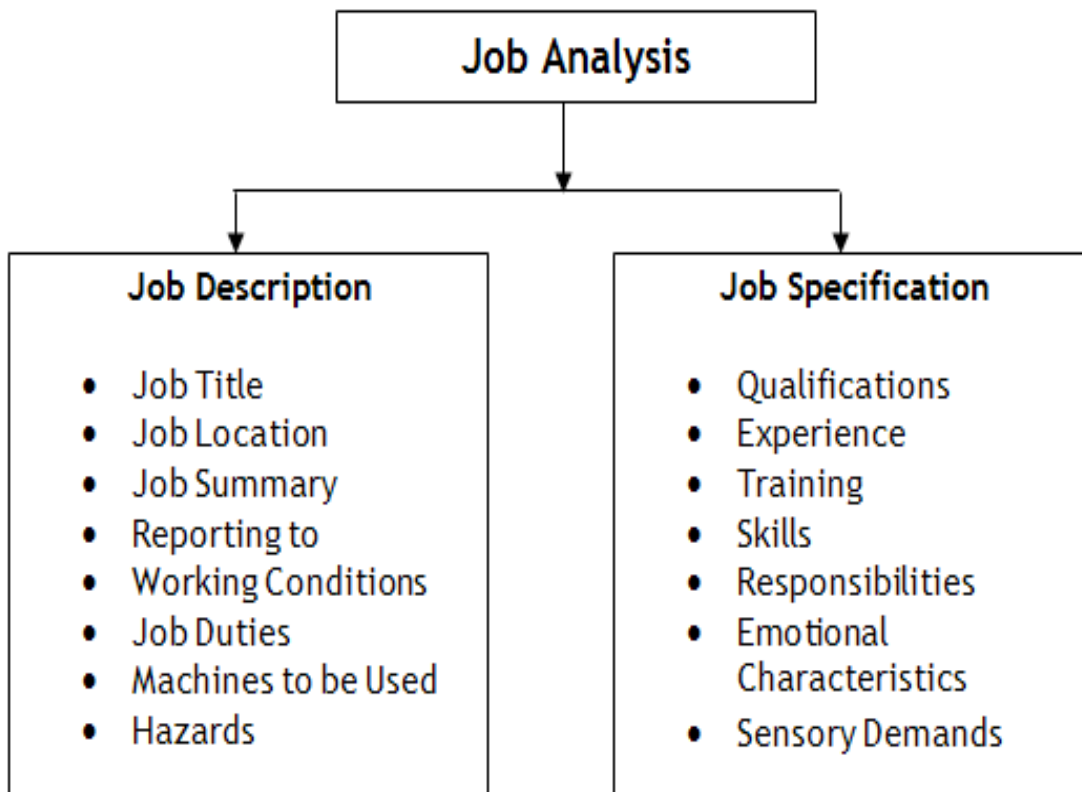 Job Analysis
Job Description
• Job Title
• Job Location
• Job Summary
• Reporting to
• Working Conditions
• Job Duties
• Machines to be Used
• Hazards
Job Specification
• Qualifications
• Experience
• Training
• Skills
• Responsibilities
• Emotional
Characteristics
• Sensory Demands